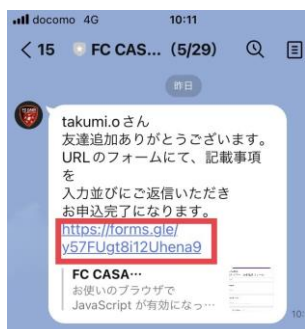 docomo 4G 10:11
< 15 FC CAS... (5/29)
昨日
takumi.oさん
友達追加ありがとうございます。
URLのフォームにて、記載事項
を
入力並びにご返信いただき
お申込完了になります。
https://forms.gle/
y57FUgt8i12Uhena9
FC CASA…
お使いのブラウザで
JavaScript が有効になっ…